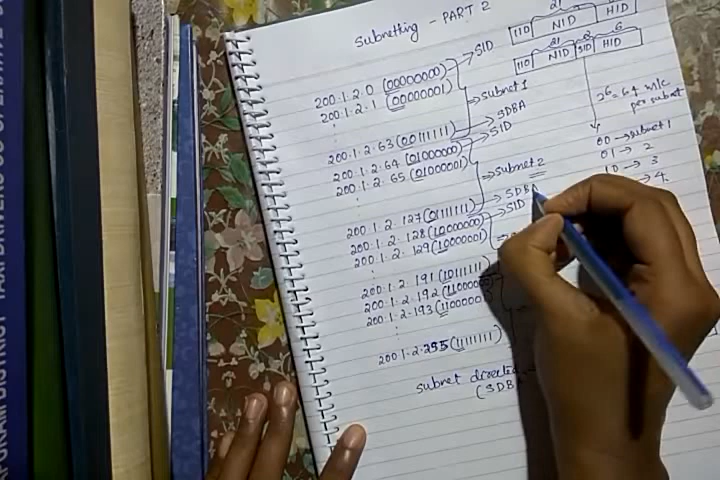 Subnetting - PART 2
21
110 NID HID
21 2 6
110 NID SID HID
SID
200.1.2.0 (00000000)
200.1.2.1 (00000001)
→ Subnet 1
SDBA
200.1.2.63 (00111111)
SID
200.1.2.64 (01000000)
200.1.2.65 (01000001)
→ Subnet 2
SDBA
200.1.2.127 (01111111)
SID
200.1.2.128 (10000000)
200.1.2.129 (10000001)
200.1.2.191 (10111111)
200.1.2.192 (11000000
200.1.2.193 (11000000
200.1.2.255 (11111111)
subnet directed
(SDBA
2⁶ = 64 m/c
per subnet
00 → subnet 1
01 → 2
10 → 3
→ 4